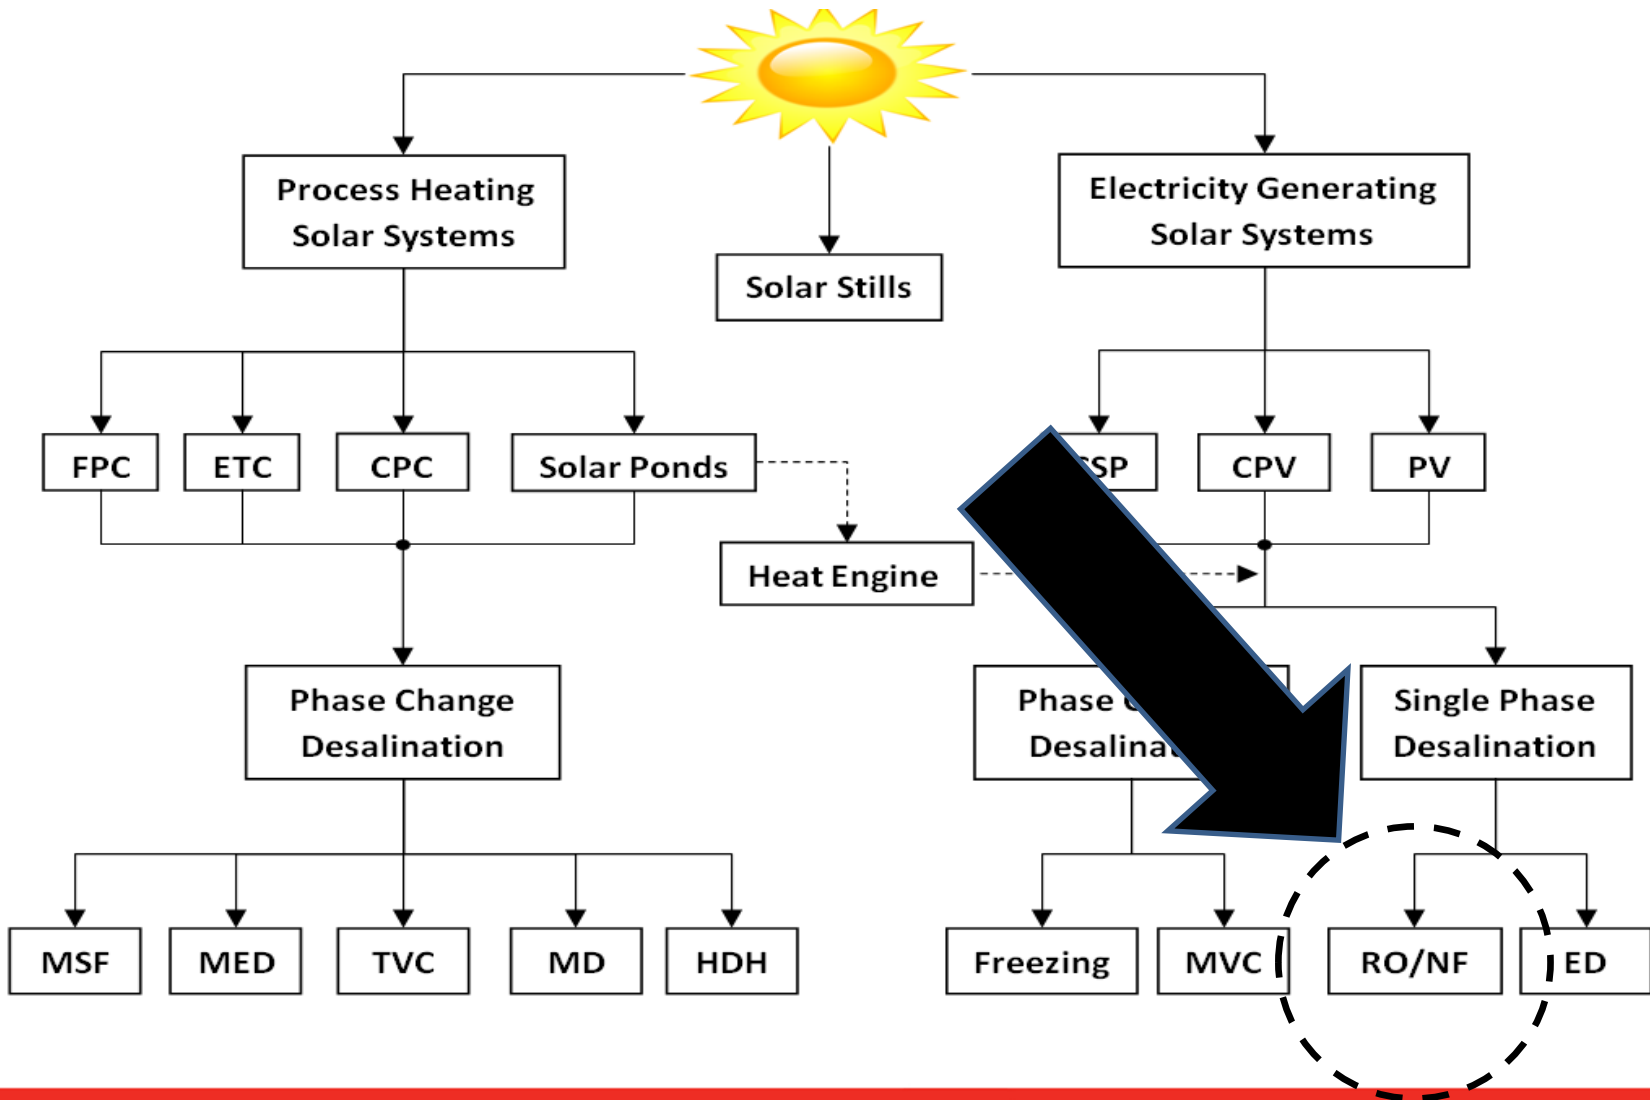 Process Heating
Solar Systems
Electricity Generating
Solar Systems
Solar Stills
FPC
ETC
CPC
Solar Ponds
CPV
PV
Heat Engine
Phase Change
Desalination
Phase
Single Phase
Desalination
MSF
MED
TVC
MD
HDH
Freezing
MVC
RO/NF
ED